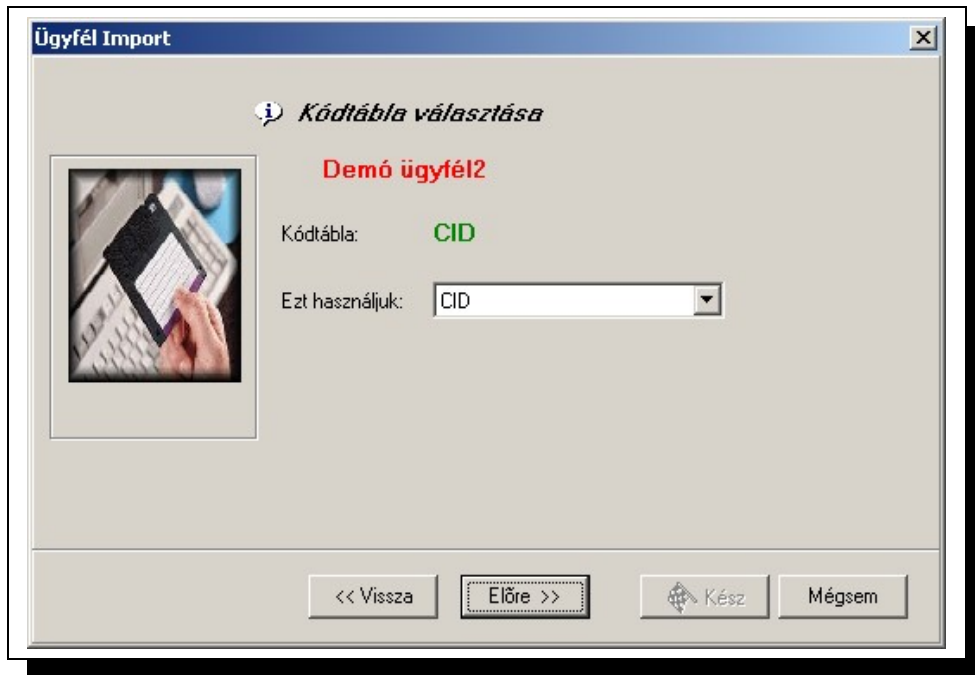 Ügyfél Import
Kódtábla választása
Demó ügyfél2
Kódtábla: CID
Ezt használjuk: CID
<< Vissza Előre >> Kész Mégsem